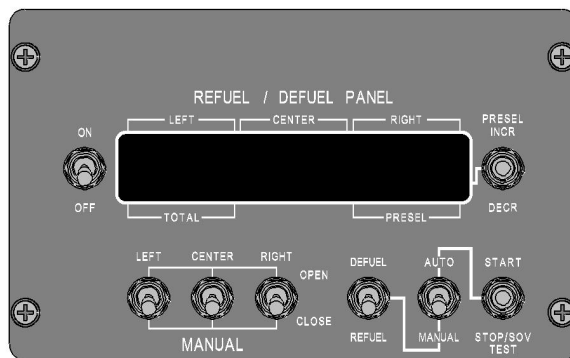 REFUEL / DEFUEL PANEL
LEFT CENTER RIGHT
ON
PRESEL
INCR
OFF
DECR
TOTAL PRESEL
LEFT CENTER RIGHT
OPEN
CLOSE
MANUAL
DEFUEL AUTO START
REFUEL MANUAL STOP/SOV
TEST